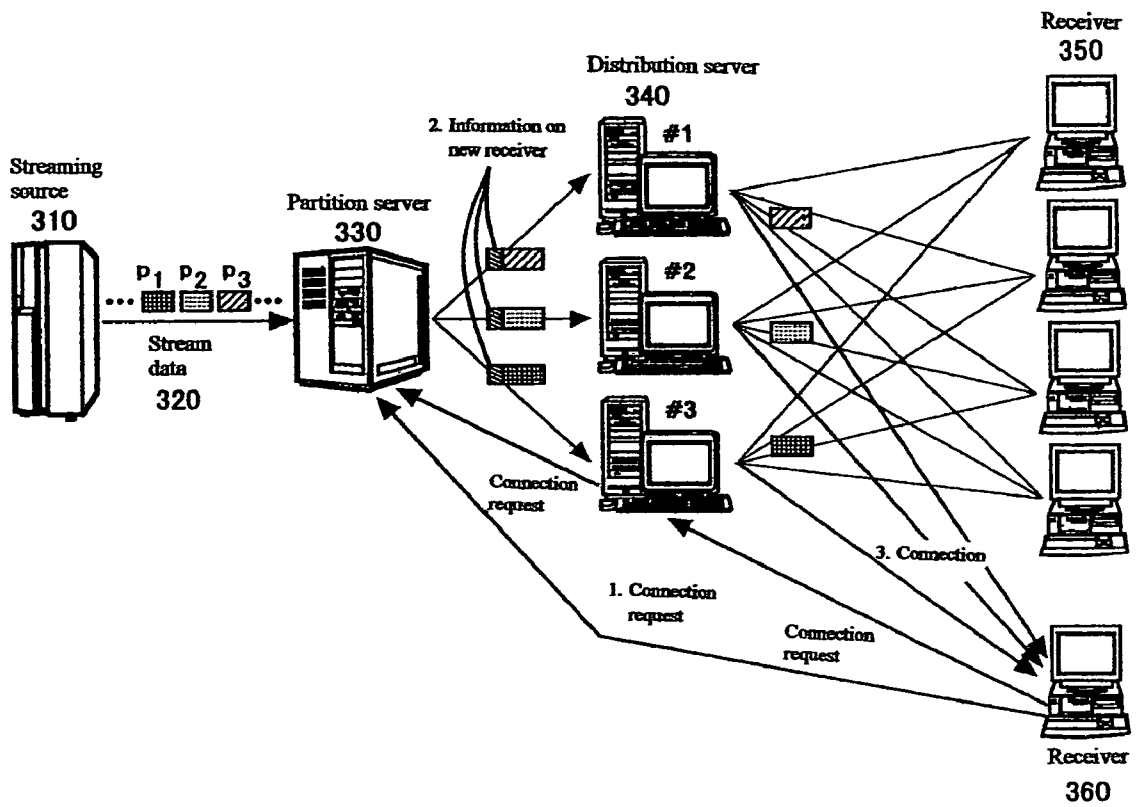 Receiver
350
Distribution server
340
2. Information on
new receiver
#1
Streaming
source
310
Partition server
330
#2
... p1 p2 p3 ...
Stream
data
320
#3
Connection
request
3. Connection
1. Connection
request
Connection
request
Receiver
360